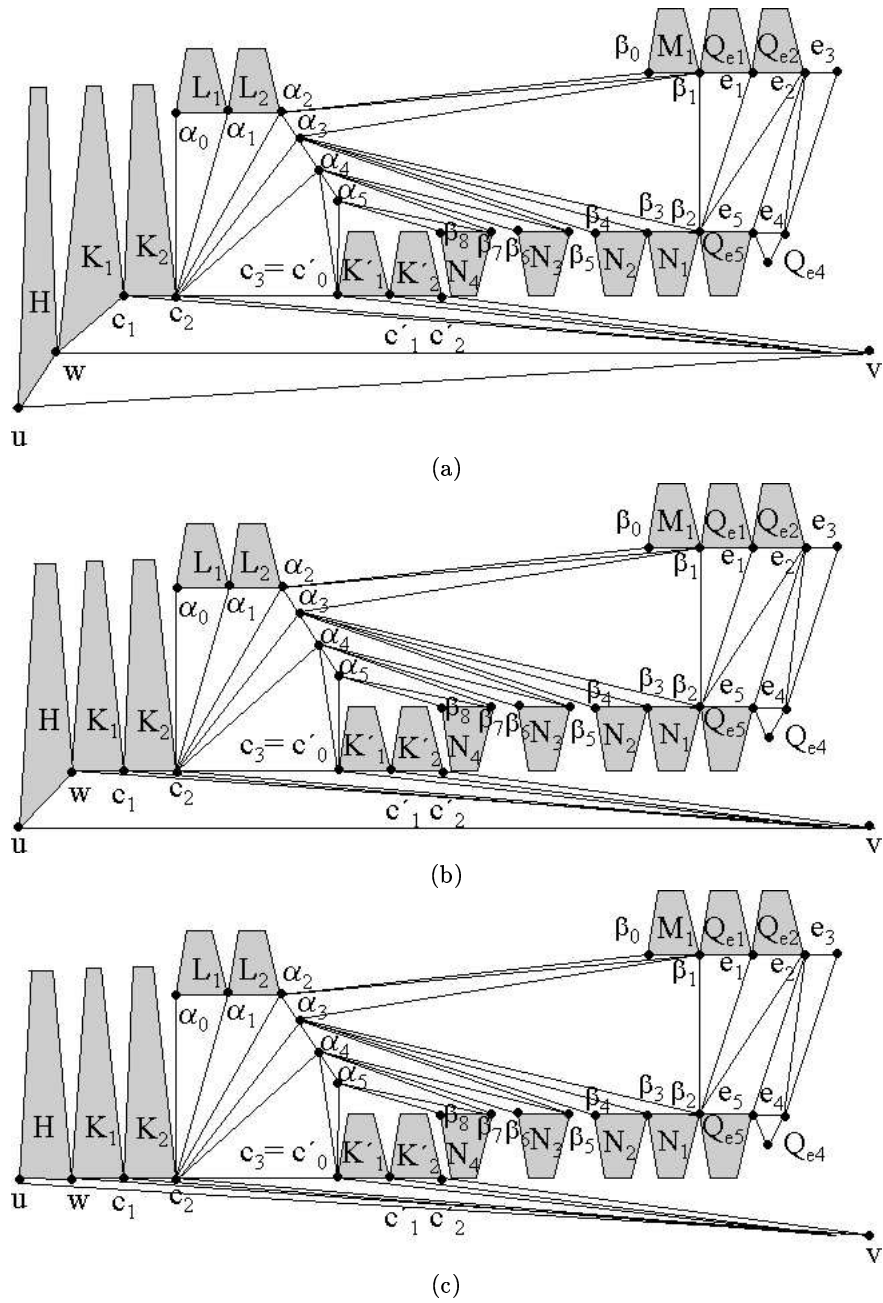 β₀ M₁ Qₑ₁ Qₑ₂ e₃
L₁ L₂ α₂ β₁ e₁ e₂
α₀ α₁ α₃
α₄
α₅ β₄ β₃ β₂ e₅ e₄
K₁ K₂ c₃= c´₀ K´₁ K´₂ β₈ N₄ β₇ β₆ N₃ β₅ N₂ N₁ Qₑ₅ Qₑ₄
H c₁ c₂
w c´₁ c´₂ v
u
(a)
β₀ M₁ Qₑ₁ Qₑ₂ e₃
L₁ L₂ α₂ β₁ e₁ e₂
α₀ α₁ α₃
α₄
α₅ β₄ β₃ β₂ e₅ e₄
H K₁ K₂ c₃= c´₀ K´₁ K´₂ β₈ N₄ β₇ β₆ N₃ β₅ N₂ N₁ Qₑ₅ Qₑ₄
w c₁ c₂
c´₁ c´₂
u v
(b)
β₀ M₁ Qₑ₁ Qₑ₂ e₃
L₁ L₂ α₂ β₁ e₁ e₂
α₀ α₁ α₃
α₄
α₅ β₄ β₃ β₂ e₅ e₄
H K₁ K₂ c₃= c´₀ K´₁ K´₂ β₈ N₄ β₇ β₆ N₃ β₅ N₂ N₁ Qₑ₅ Qₑ₄
u w c₁ c₂
c´₁ c´₂
v
(c)